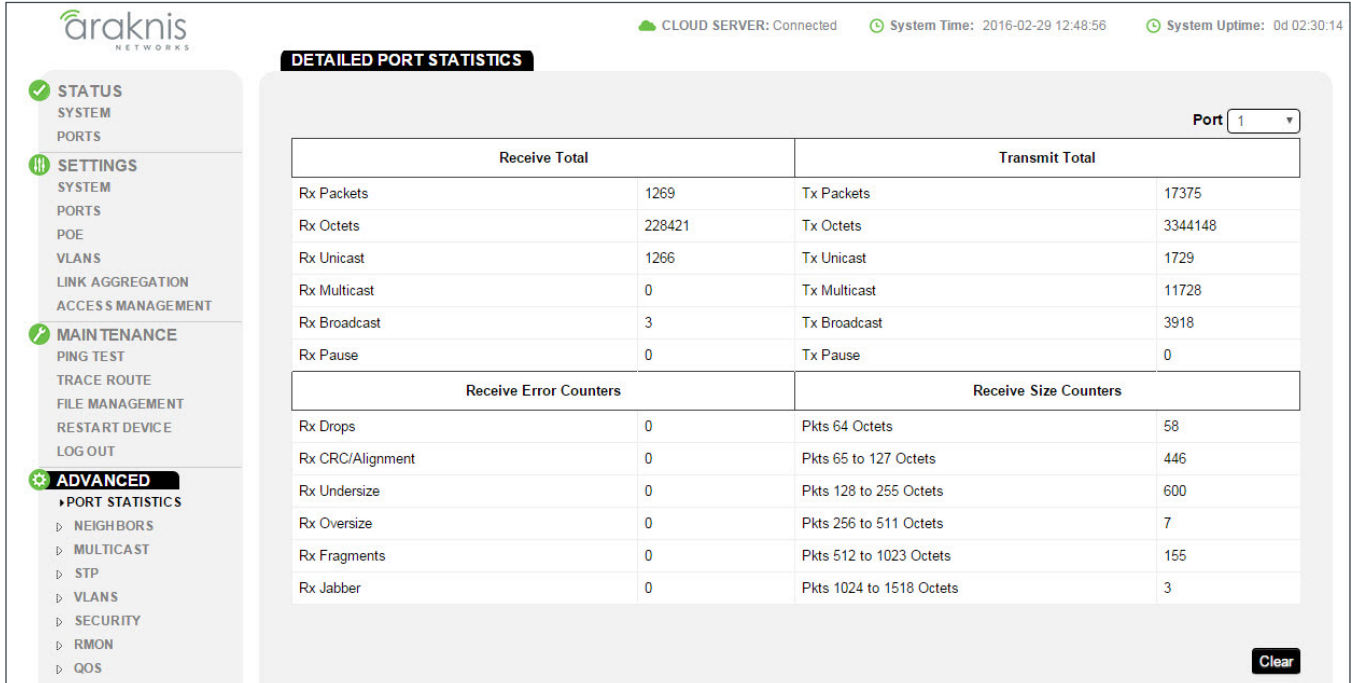 araknis
NETWORKS
CLOUD SERVER: Connected System Time: 2016-02-29 12:48:56 System Uptime: 0d 02:30:14
DETAILED PORT STATISTICS
STATUS
SYSTEM
PORTS
SETTINGS
SYSTEM
PORTS
POE
VLANS
LINK AGGREGATION
ACCESS MANAGEMENT
MAINTENANCE
PING TEST
TRACE ROUTE
FILE MANAGEMENT
RESTART DEVICE
LOG OUT
ADVANCED
PORT STATISTICS
NEIGHBORS
MULTICAST
STP
VLANS
SECURITY
RMON
QOS
Port 1
Receive Total Transmit Total
Rx Packets 1269 Tx Packets 17375
Rx Octets 228421 Tx Octets 3344148
Rx Unicast 1266 Tx Unicast 1729
Rx Multicast 0 Tx Multicast 11728
Rx Broadcast 3 Tx Broadcast 3918
Rx Pause 0 Tx Pause 0
Receive Error Counters Receive Size Counters
Rx Drops 0 Pkts 64 Octets 58
Rx CRC/Alignment 0 Pkts 65 to 127 Octets 446
Rx Undersize 0 Pkts 128 to 255 Octets 600
Rx Oversize 0 Pkts 256 to 511 Octets 7
Rx Fragments 0 Pkts 512 to 1023 Octets 155
Rx Jabber 0 Pkts 1024 to 1518 Octets 3
Clear